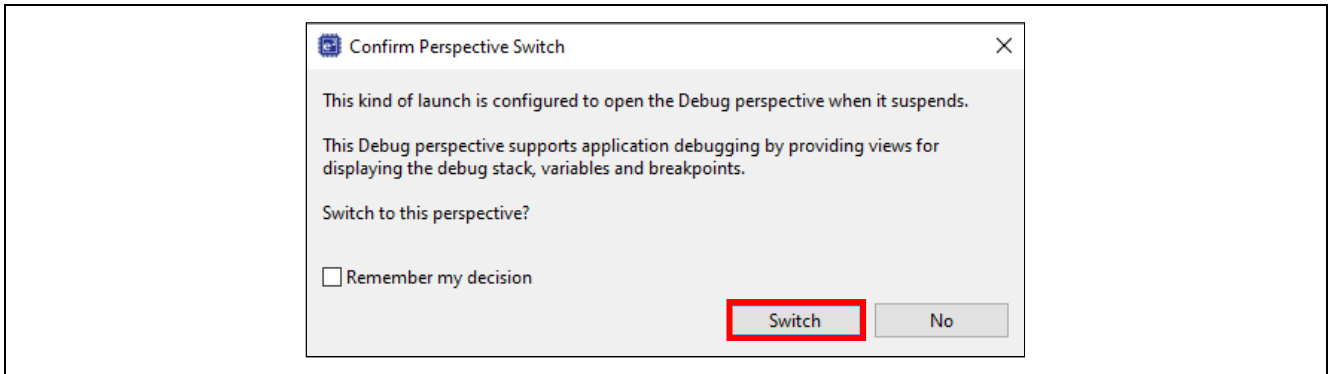 Confirm Perspective Switch
This kind of launch is configured to open the Debug perspective when it suspends.
This Debug perspective supports application debugging by providing views for
displaying the debug stack, variables and breakpoints.
Switch to this perspective?
Remember my decision
Switch No